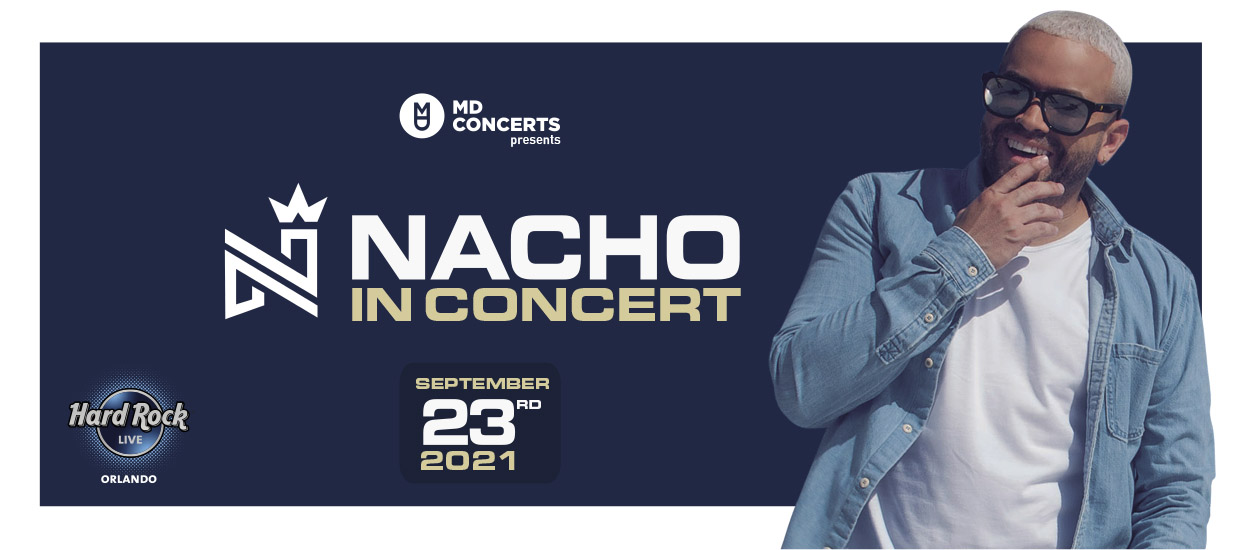 MD
CONCERTS
presents
NACHO
IN CONCERT
SEPTEMBER
23RD
2021
Hard Rock
LIVE
ORLANDO